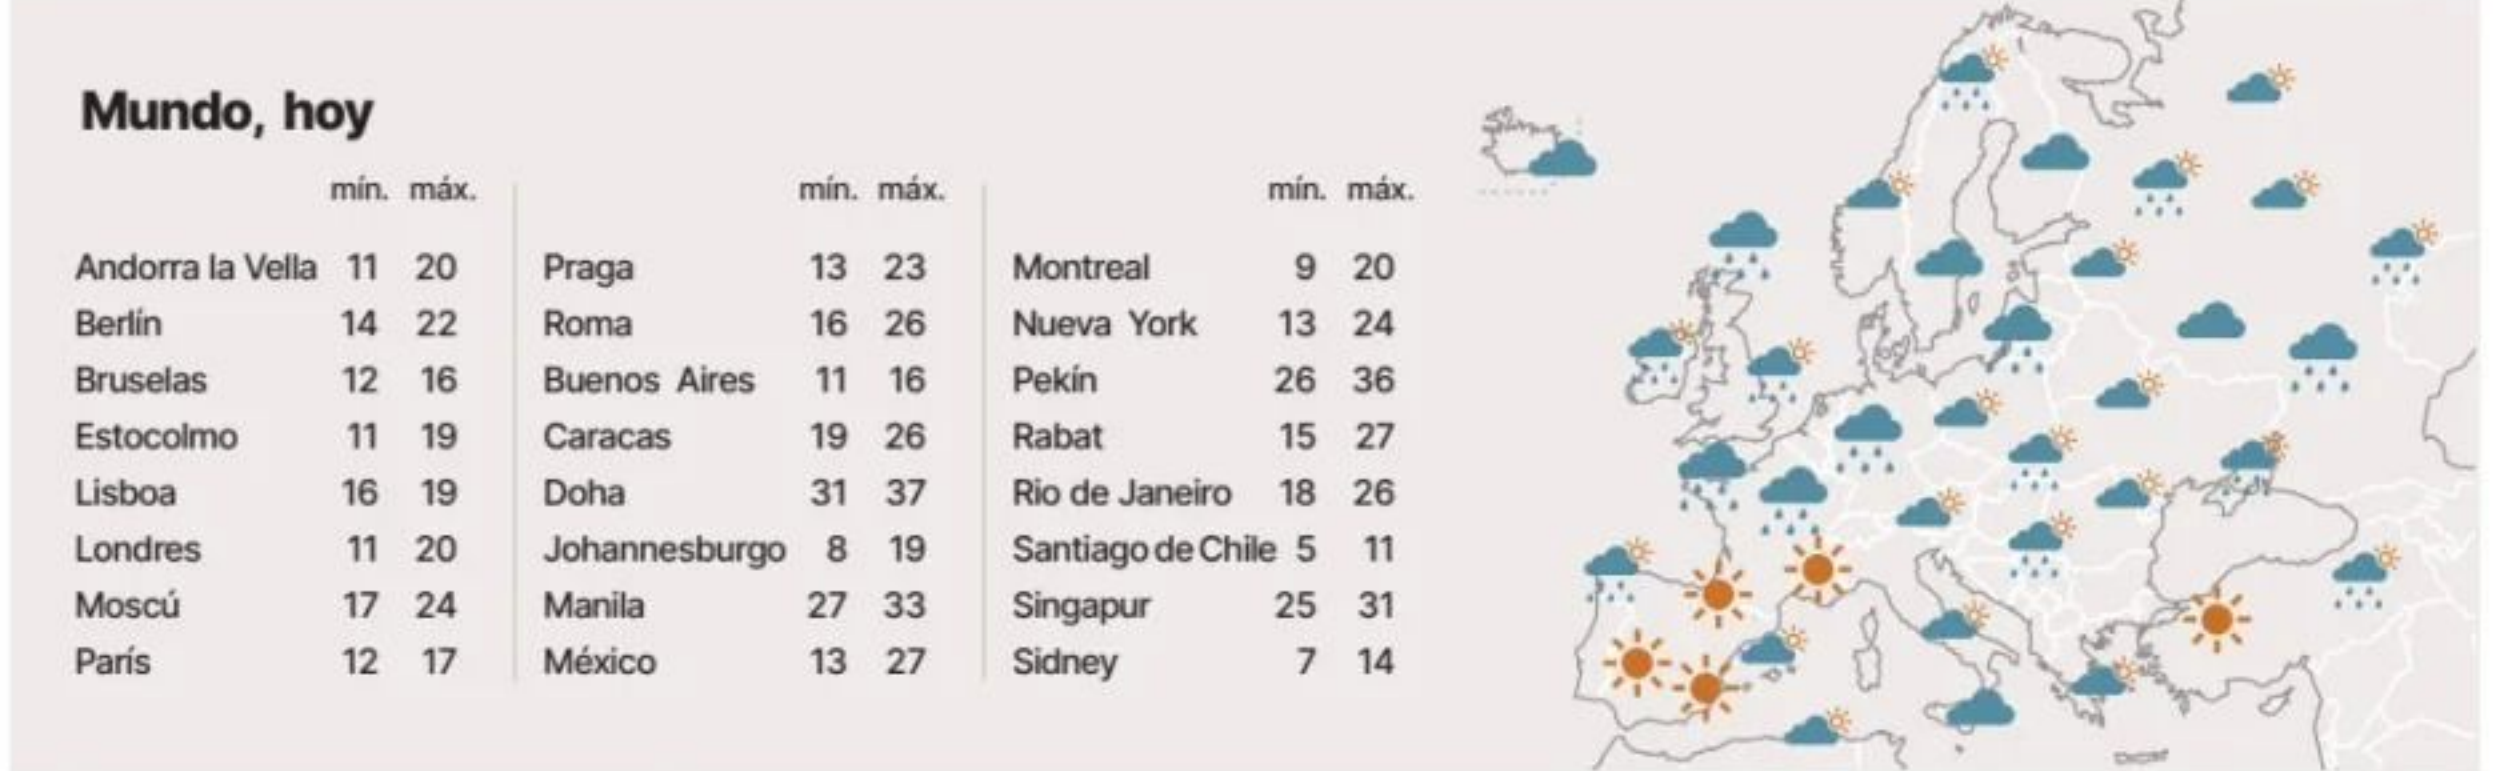 Mundo, hoy
mín. máx.
Andorra la Vella 11 20
Berlín 14 22
Bruselas 12 16
Estocolmo 11 19
Lisboa 16 19
Londres 11 20
Moscú 17 24
París 12 17
mín. máx.
Praga 13 23
Roma 16 26
Buenos Aires 11 16
Caracas 19 26
Doha 31 37
Johannesburgo 8 19
Manila 27 33
México 13 27
mín. máx.
Montreal 9 20
Nueva York 13 24
Pekín 26 36
Rabat 15 27
Rio de Janeiro 18 26
Santiago de Chile 5 11
Singapur 25 31
Sidney 7 14